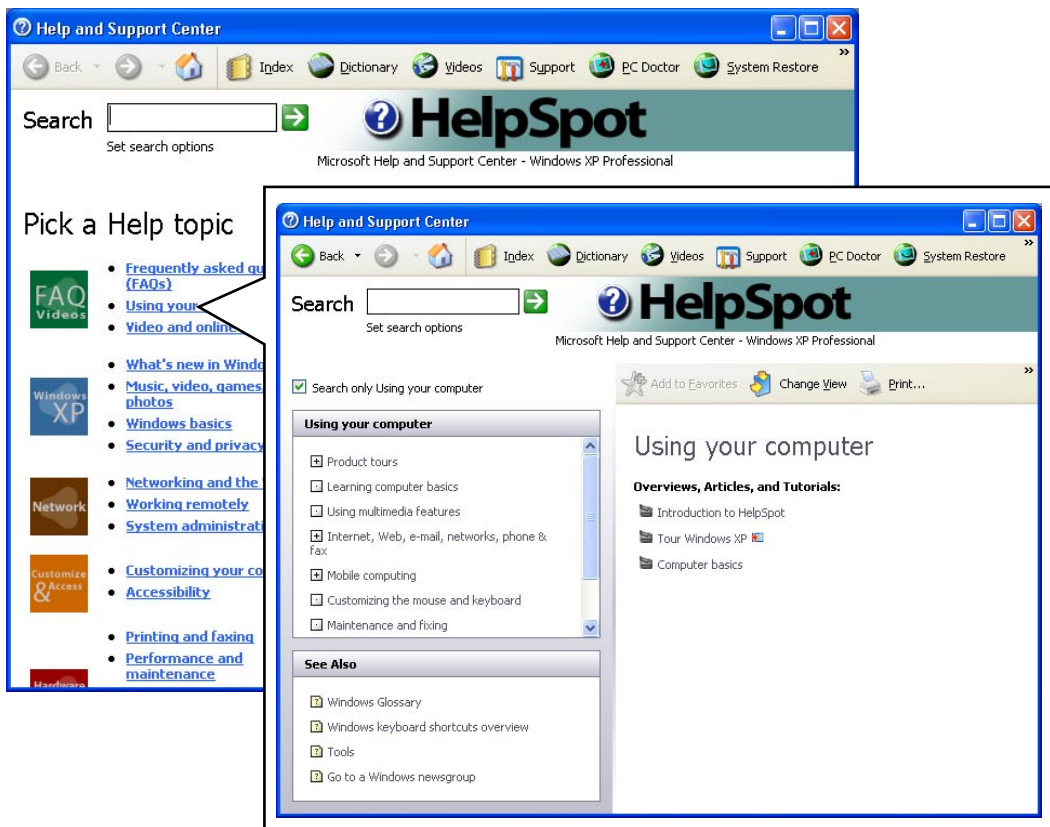 Help and Support Center
Back Index Dictionary Videos Support PC Doctor System Restore »
Search
Set search options
HelpSpot
Microsoft Help and Support Center - Windows XP Professional
Pick a Help topic
FAQ
Videos
Frequently asked qu
(FAQs)
Using your
Video and online
Windows
XP
What's new in Windo
Music, video, games,
photos
Windows basics
Security and privacy
Network
Networking and the
Working remotely
System administrati
Customize
& Access
Customizing your co
Accessibility
Hardware
Printing and faxing
Performance and
maintenance
Help and Support Center
Back Index Dictionary Videos Support PC Doctor System Restore »
Search
Set search options
HelpSpot
Microsoft Help and Support Center - Windows XP Professional
Search only Using your computer
Add to Favorites Change View Print... »
Using your computer
Product tours
Learning computer basics
Using multimedia features
Internet, Web, e-mail, networks, phone &
fax
Mobile computing
Customizing the mouse and keyboard
Maintenance and fixing
See Also
Windows Glossary
Windows keyboard shortcuts overview
Tools
Go to a Windows newsgroup
Using your computer
Overviews, Articles, and Tutorials:
Introduction to HelpSpot
Tour Windows XP
Computer basics